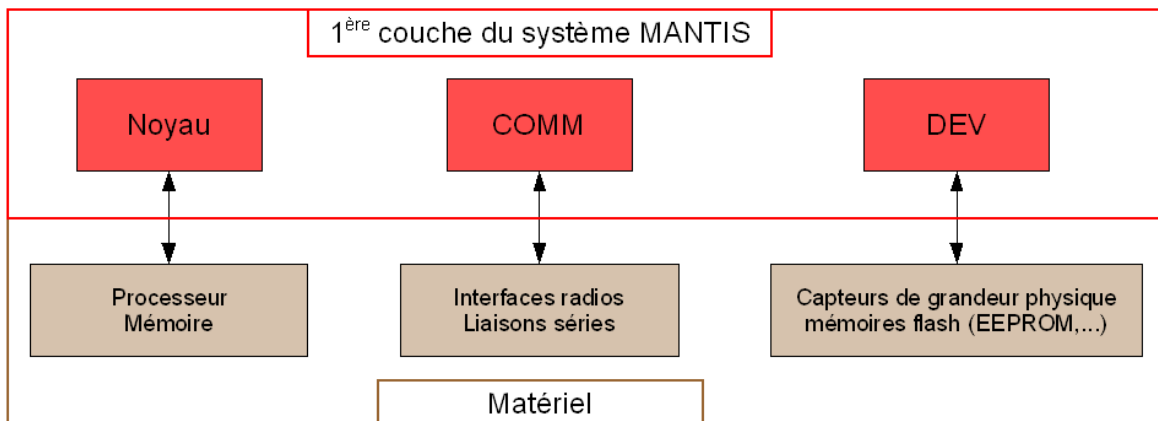 1ère couche du système MANTIS
Noyau
COMM
DEV
Processeur
Mémoire
Interfaces radios
Liaisons séries
Capteurs de grandeur physique
mémoires flash (EEPROM,...)
Matériel